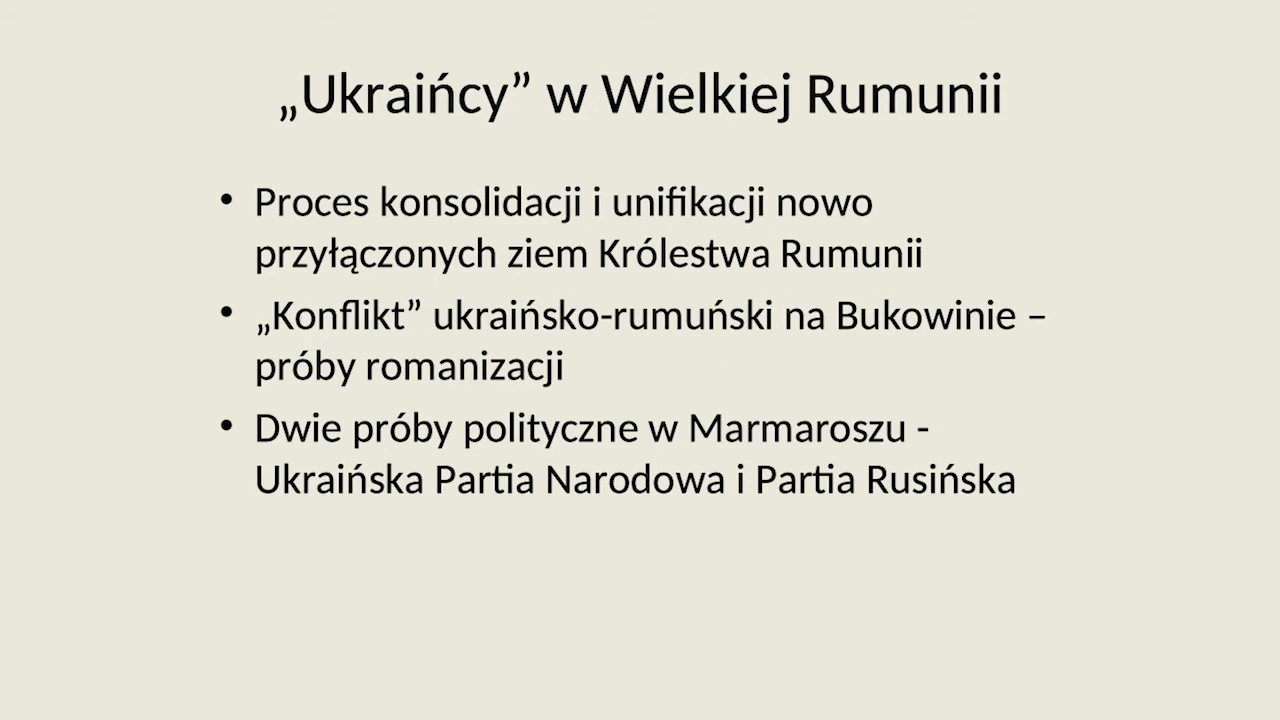 „Ukraińcy” w Wielkiej Rumunii
• Proces konsolidacji i unifikacji nowo
przyłączonych ziem Królestwa Rumunii
• „Konflikt” ukraińsko-rumuński na Bukowinie –
próby romanizacji
• Dwie próby polityczne w Marmaroszu -
Ukraińska Partia Narodowa i Partia Rusińska